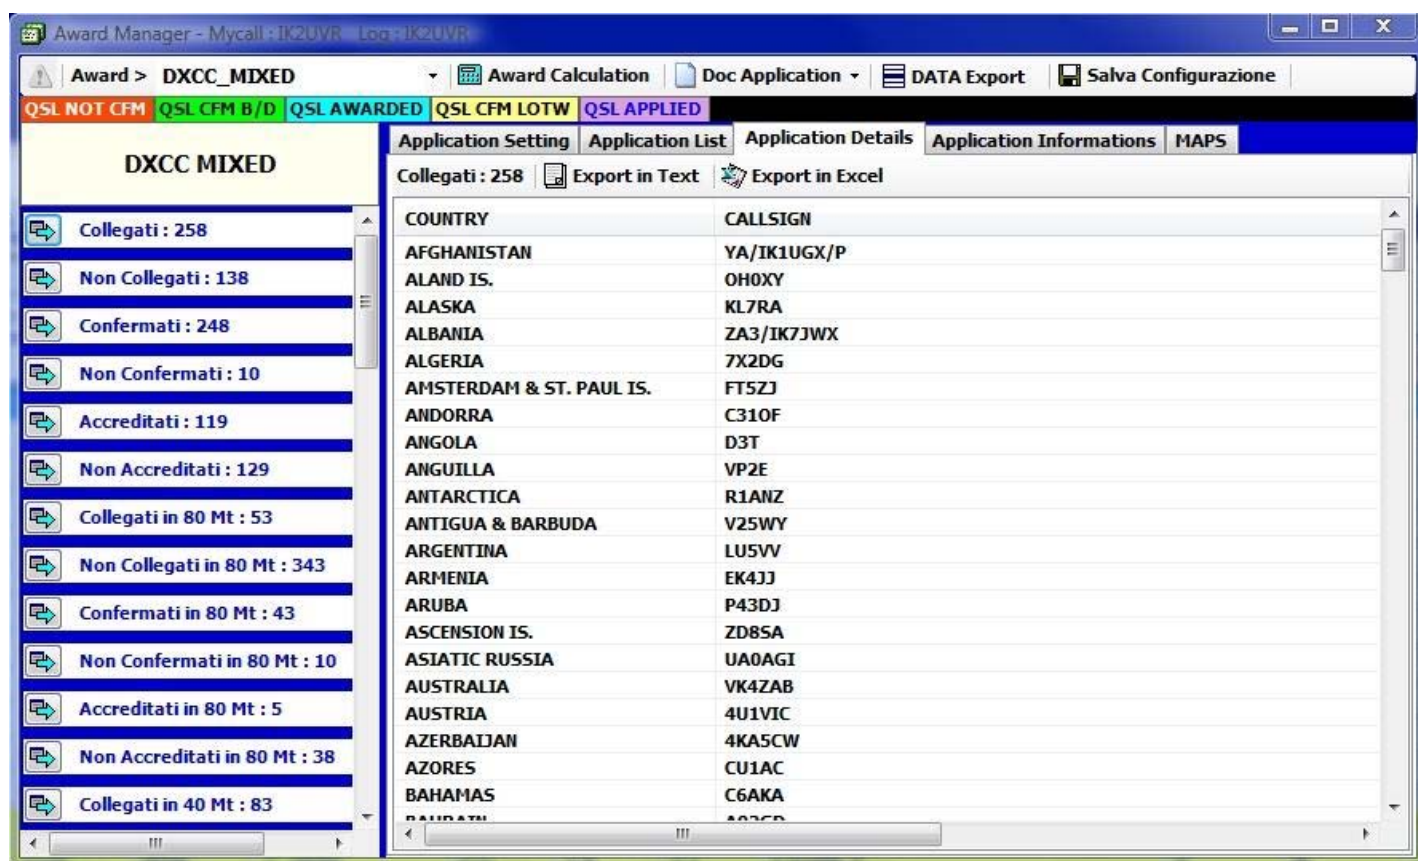 Award Manager - Mycall : IK2UVR Log : IK2UVR
Award > DXCC_MIXED Award Calculation Doc Application DATA Export Salva Configurazione
QSL NOT CFM QSL CFM B/D QSL AWARDED QSL CFM LOTW QSL APPLIED
DXCC MIXED
Collegati : 258
Non Collegati : 138
Confermati : 248
Non Confermati : 10
Accreditati : 119
Non Accreditati : 129
Collegati in 80 Mt : 53
Non Collegati in 80 Mt : 343
Confermati in 80 Mt : 43
Non Confermati in 80 Mt : 10
Accreditati in 80 Mt : 5
Non Accreditati in 80 Mt : 38
Collegati in 40 Mt : 83
Application Setting Application List Application Details Application Informations MAPS
Collegati : 258 Export in Text Export in Excel
COUNTRY CALLSIGN
AFGHANISTAN YA/IK1UGX/P
ALAND IS. OH0XY
ALASKA KL7RA
ALBANIA ZA3/IK7JWX
ALGERIA 7X2DG
AMSTERDAM & ST. PAUL IS. FT5ZJ
ANDORRA C31OF
ANGOLA D3T
ANGUILLA VP2E
ANTARCTICA R1ANZ
ANTIGUA & BARBUDA V25WY
ARGENTINA LU5VV
ARMENIA EK4JJ
ARUBA P43DJ
ASCENSION IS. ZD8SA
ASIATIC RUSSIA UA0AGI
AUSTRALIA VK4ZAB
AUSTRIA 4U1VIC
AZERBAIJAN 4KA5CW
AZORES CU1AC
BAHAMAS C6AKA